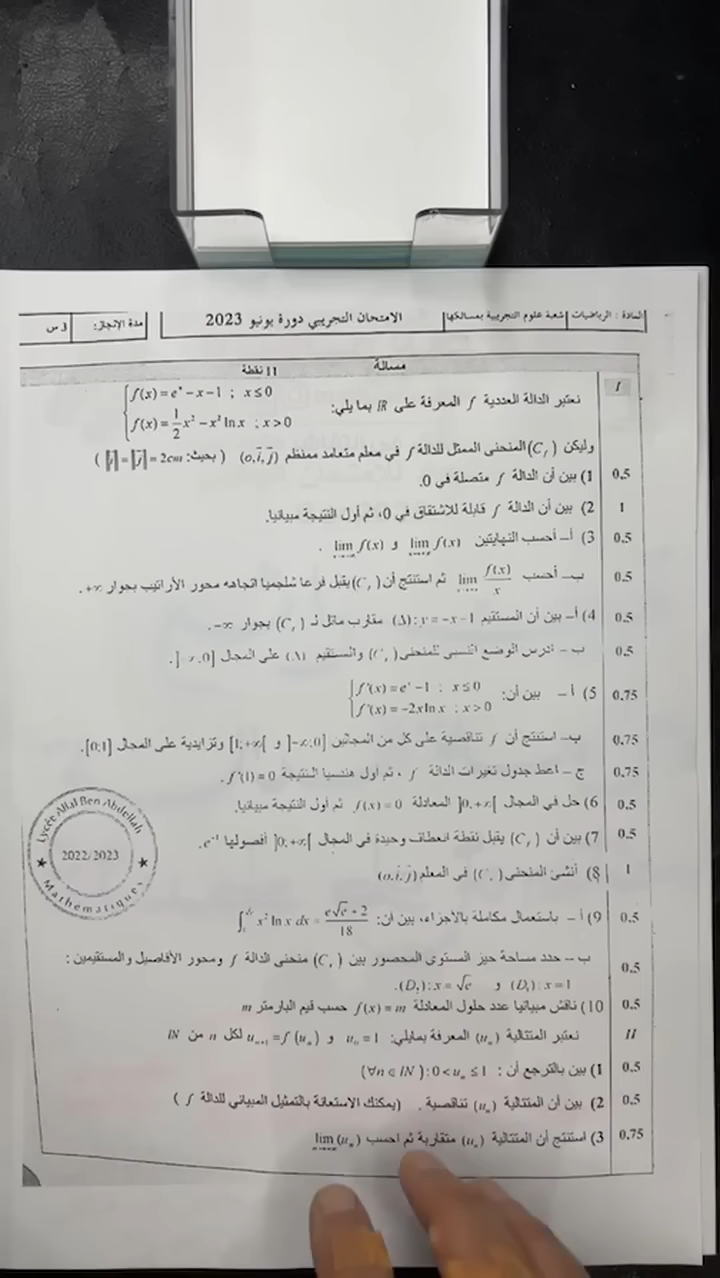 المادة : الرياضيات | شعبة علوم التجريبية بمسالكها | الامتحان التجريبي دورة يونيو 2023 | مدة الإنجاز: | 3 س
مسألة 11 نقطة
I
نعتبر الدالة العددية f المعرفة على IR بما يلي: {f(x)=e^x−x−1 ; x≤0
f(x)=1/2 x²−x² ln x ; x>0
وليكن (C_f) المنحنى الممثل للدالة f في معلم متعامد ممنظم (o,i,j) ( بحيث: ‖i‖=‖j‖=2cm )
0.5 1) بين أن الدالة f متصلة في 0.
1 2) بين أن الدالة f قابلة للاشتقاق في 0، ثم أول النتيجة مبيانيا.
0.5 3) أ– أحسب النهايتين lim f(x) و lim f(x) .
0.5 ب– أحسب lim f(x)/x ثم استنتج أن (C_f) يقبل فرعا شلجميا اتجاهه محور الأراتيب بجوار +∞.
0.5 4) أ– بين أن المستقيم (Δ): y=−x−1 مقارب مائل لـ (C_f) بجوار −∞.
0.5 ب – ادرس الوضع النسبي للمنحنى (C_f) والمستقيم (Δ) على المجال ]−∞;0] .
0.75 5) أ – بين أن: {f'(x)=e^x−1 ; x≤0
f'(x)=−2x ln x ; x>0
0.75 ب– استنتج أن f تناقصية على كل من المجالين ]−∞;0] و [1;+∞[ وتزايدية على المجال [0;1].
0.75 ج – اعط جدول تغيرات الدالة f ، ثم أول هندسيا النتيجة f'(1)=0.
0.5 6) حل في المجال ]0;+∞[ المعادلة f(x)=0 ثم أول النتيجة مبيانيا.
0.5 7) بين أن (C_f) يقبل نقطة انعطاف وحيدة في المجال ]0;+∞[ أفصولها e^-1.
1 8) أنشئ المنحنى (C_f) في المعلم (o,i,j)
0.5 9) أ – باستعمال مكاملة بالأجزاء، بين أن: ∫₁^√e x² ln x dx = (e√e+2)/18
0.5 ب– حدد مساحة حيز المستوى المحصور بين (C_f) منحنى الدالة f ومحور الأفاصيل والمستقيمين :
(D₁): x=1 و (D₂): x=√e.
0.5 10) ناقش مبيانيا عدد حلول المعادلة f(x)=m حسب قيم البارمتر m
II نعتبر المتتالية (u_n) المعرفة بمايلي: u₀=1 و u_{n+1}=f(u_n) لكل n من IN
0.5 1) بين بالترجع أن : (∀n∈IN): 0<u_n≤1
0.5 2) بين أن المتتالية (u_n) تناقصية . (يمكنك الاستعانة بالتمثيل المبياني للدالة f )
0.75 3) استنتج أن المتتالية (u_n) متقاربة ثم احسب lim(u_n)
Lycée Allal Ben Abdellah
2022/2023
Mathematiques